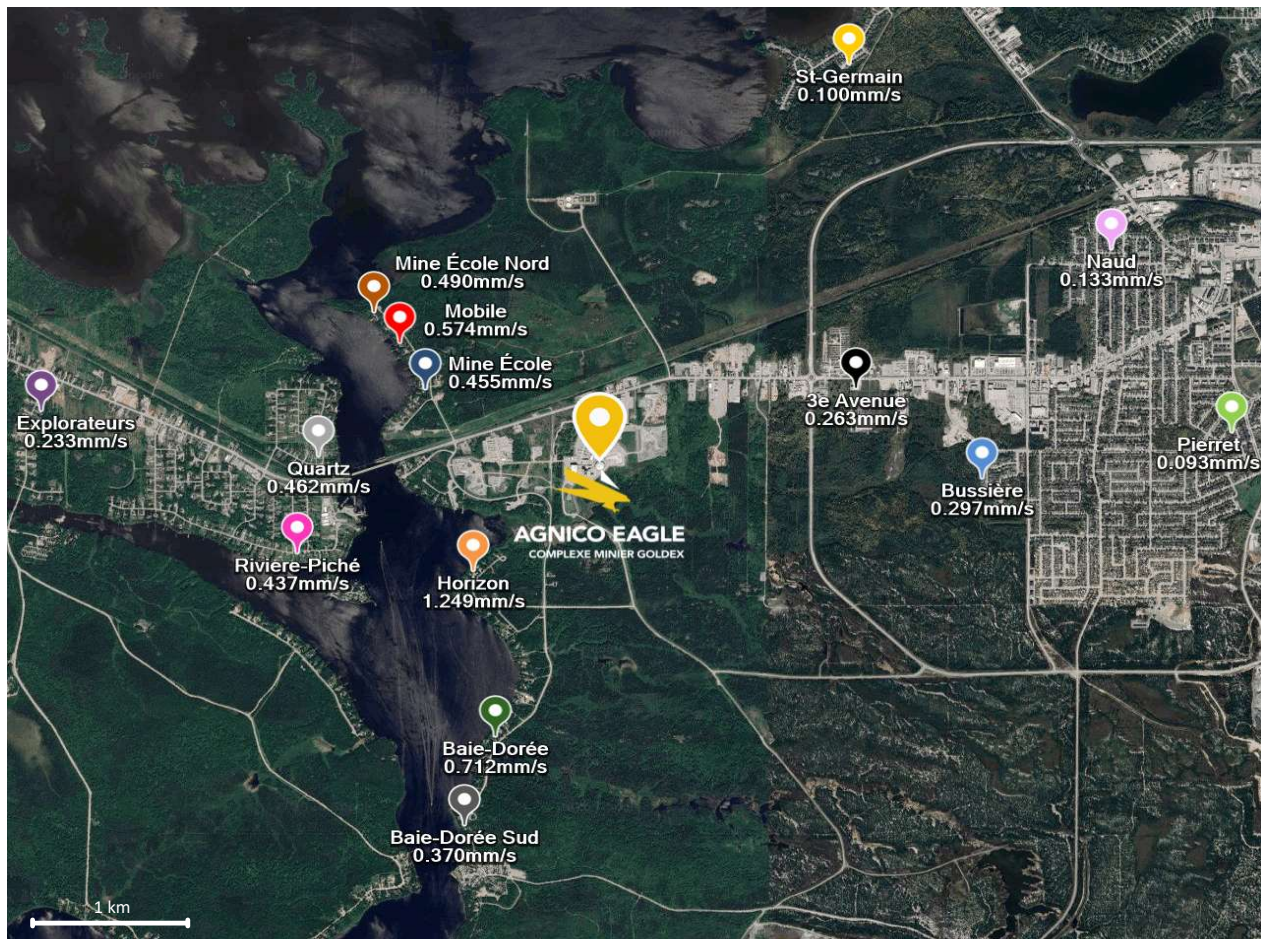 St-Germain
0.100mm/s
Naud
0.133mm/s
Mine École Nord
0.490mm/s
Mobile
0.574mm/s
Mine École
0.455mm/s
3e Avenue
0.263mm/s
Explorateurs
0.233mm/s
Pierret
0.093mm/s
Quartz
0.462mm/s
Bussière
0.297mm/s
AGNICO EAGLE
COMPLEXE MINIER GOLDEX
Rivière-Piché
0.437mm/s
Horizon
1.249mm/s
Baie-Dorée
0.712mm/s
Baie-Dorée Sud
0.370mm/s
1 km